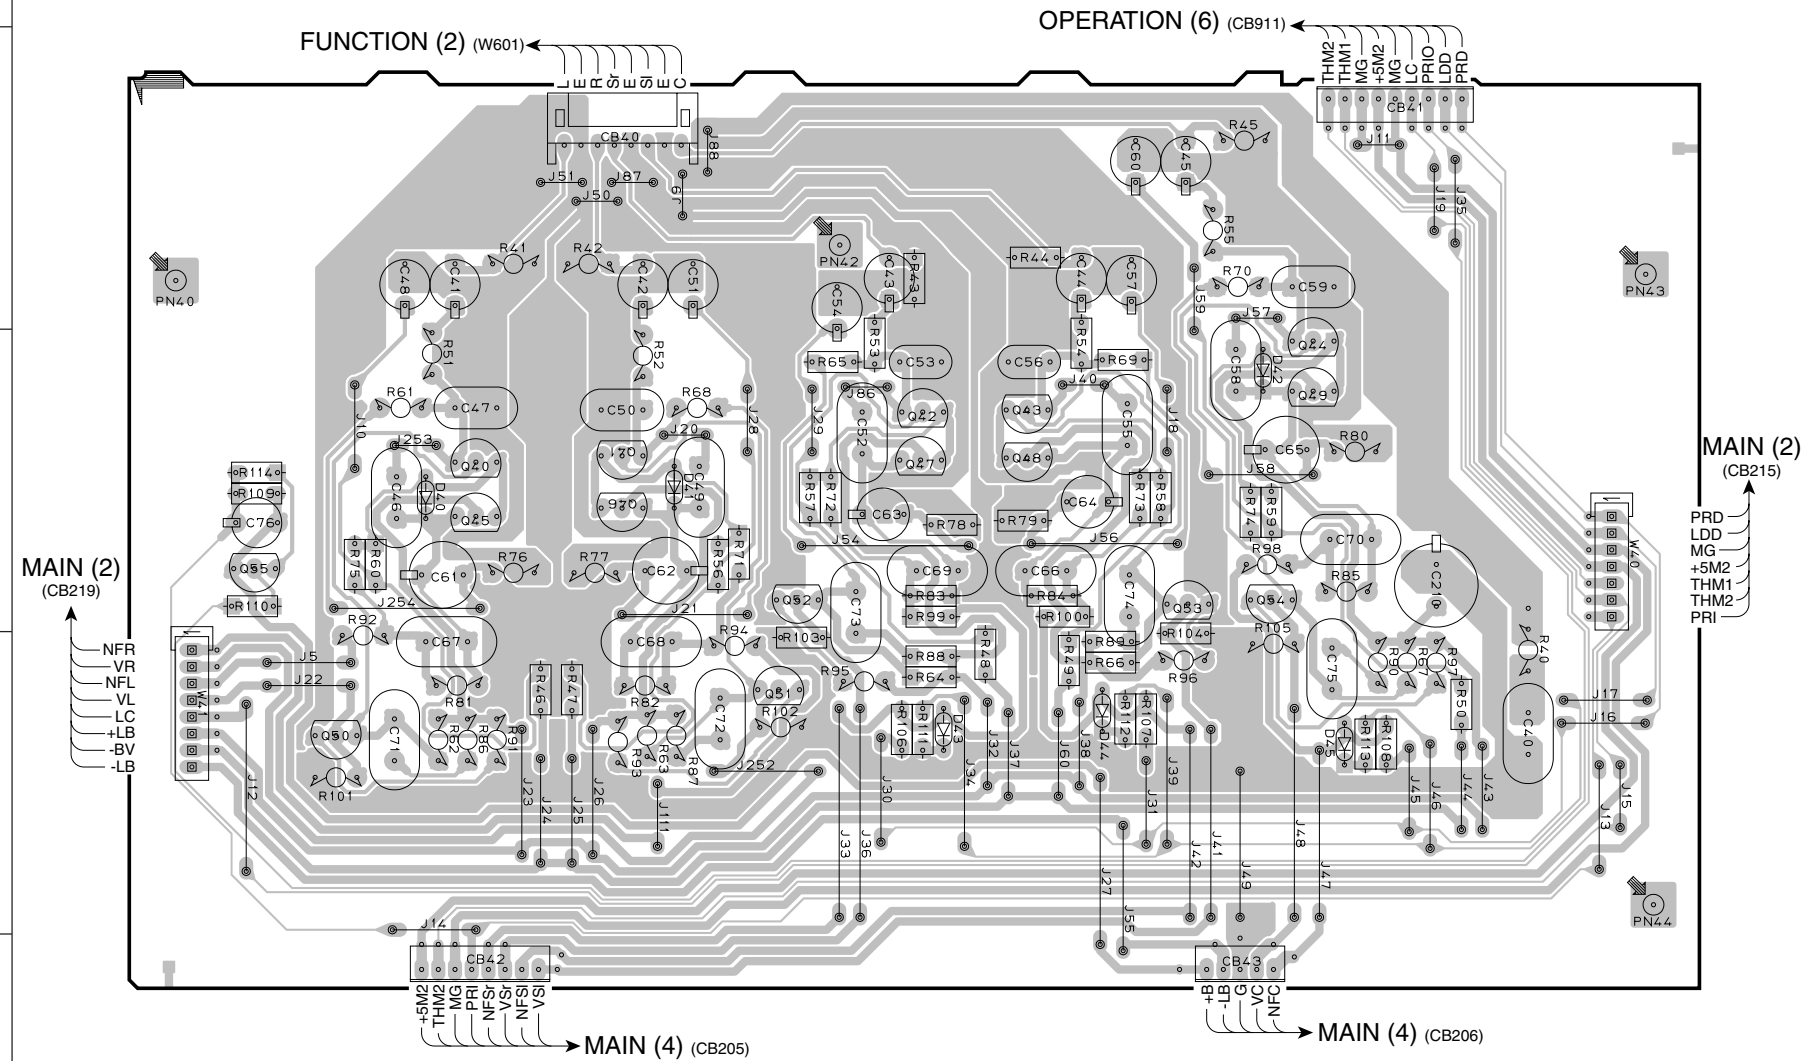 OPERATION (6) (CB911)
FUNCTION (2) (W601)
L
E
R
Sr
E
Sl
E
C
THM2
THM1
MG
+5M2
MG
LC
PRIO
LDD
PRD
CB40
CB41
J88
J11
R45
C60
C45
J51
J87
J50
J9
J19
J35
R55
PN40
PN42
PN43
R41
R42
C48
C41
C42
C51
C54
C43
R43
R44
C44
C57
J59
R70
C59
J57
R51
R52
R53
R65
C53
C56
R54
R69
C58
D42
Q44
Q49
J10
R61
C47
C50
R68
J28
J29
J86
C52
Q42
Q43
J40
C55
J18
J253
Q40
J20
Q47
Q48
C65
R80
J58
R114
R109
C76
C46
D40
Q45
D41
C49
R57
R72
C63
R78
R79
C64
R73
R58
R74
R59
Q55
R110
R75
R60
C61
R76
R77
C62
R56
R71
J54
J56
C69
C66
C70
R98
R85
W40
J254
J21
Q52
C73
R83
R99
R84
R100
C74
Q53
Q54
R92
C67
C68
R94
R103
R88
R64
R48
R49
R89
R66
R104
R105
C75
R90
R67
R97
R40
J5
J22
W41
R81
R46
R47
R82
C72
Q51
R102
R95
R96
R50
C40
J17
J16
Q50
C71
R62
R86
R91
R93
R63
R87
R106
R111
D43
D44
R112
R107
D45
R113
R108
R101
J252
J12
J23
J24
J25
J26
J111
J33
J36
J30
J34
J32
J37
J60
J38
J39
J31
J42
J41
J49
J48
J47
J45
J46
J44
J43
J13
J15
J27
J55
J14
CB42
CB43
PN44
MAIN (2)
(CB219)
NFR
VR
NFL
VL
LC
+LB
-BV
-LB
MAIN (2)
(CB215)
PRD
LDD
MG
+5M2
THM1
THM2
PRI
+5M2
THM2
MG
PRI
NFSr
VSr
NFSl
VSl
MAIN (4) (CB205)
+B
-LB
G
VC
NFC
MAIN (4) (CB206)